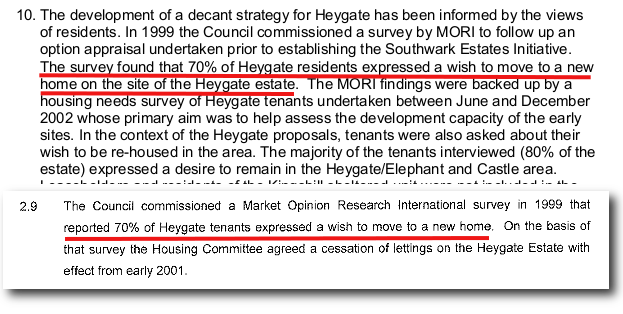 10. The development of a decant strategy for Heygate has been informed by the views
of residents. In 1999 the Council commissioned a survey by MORI to follow up an
option appraisal undertaken prior to establishing the Southwark Estates Initiative.
The survey found that 70% of Heygate residents expressed a wish to move to a new
home on the site of the Heygate estate. The MORI findings were backed up by a
housing needs survey of Heygate tenants undertaken between June and December
2002 whose primary aim was to help assess the development capacity of the early
sites. In the context of the Heygate proposals, tenants were also asked about their
wish to be re-housed in the area. The majority of the tenants interviewed (80% of the
estate) expressed a desire to remain in the Heygate/Elephant and Castle area.
2.9 The Council commissioned a Market Opinion Research International survey in 1999 that
reported 70% of Heygate tenants expressed a wish to move to a new home. On the basis of
that survey the Housing Committee agreed a cessation of lettings on the Heygate Estate with
effect from early 2001.